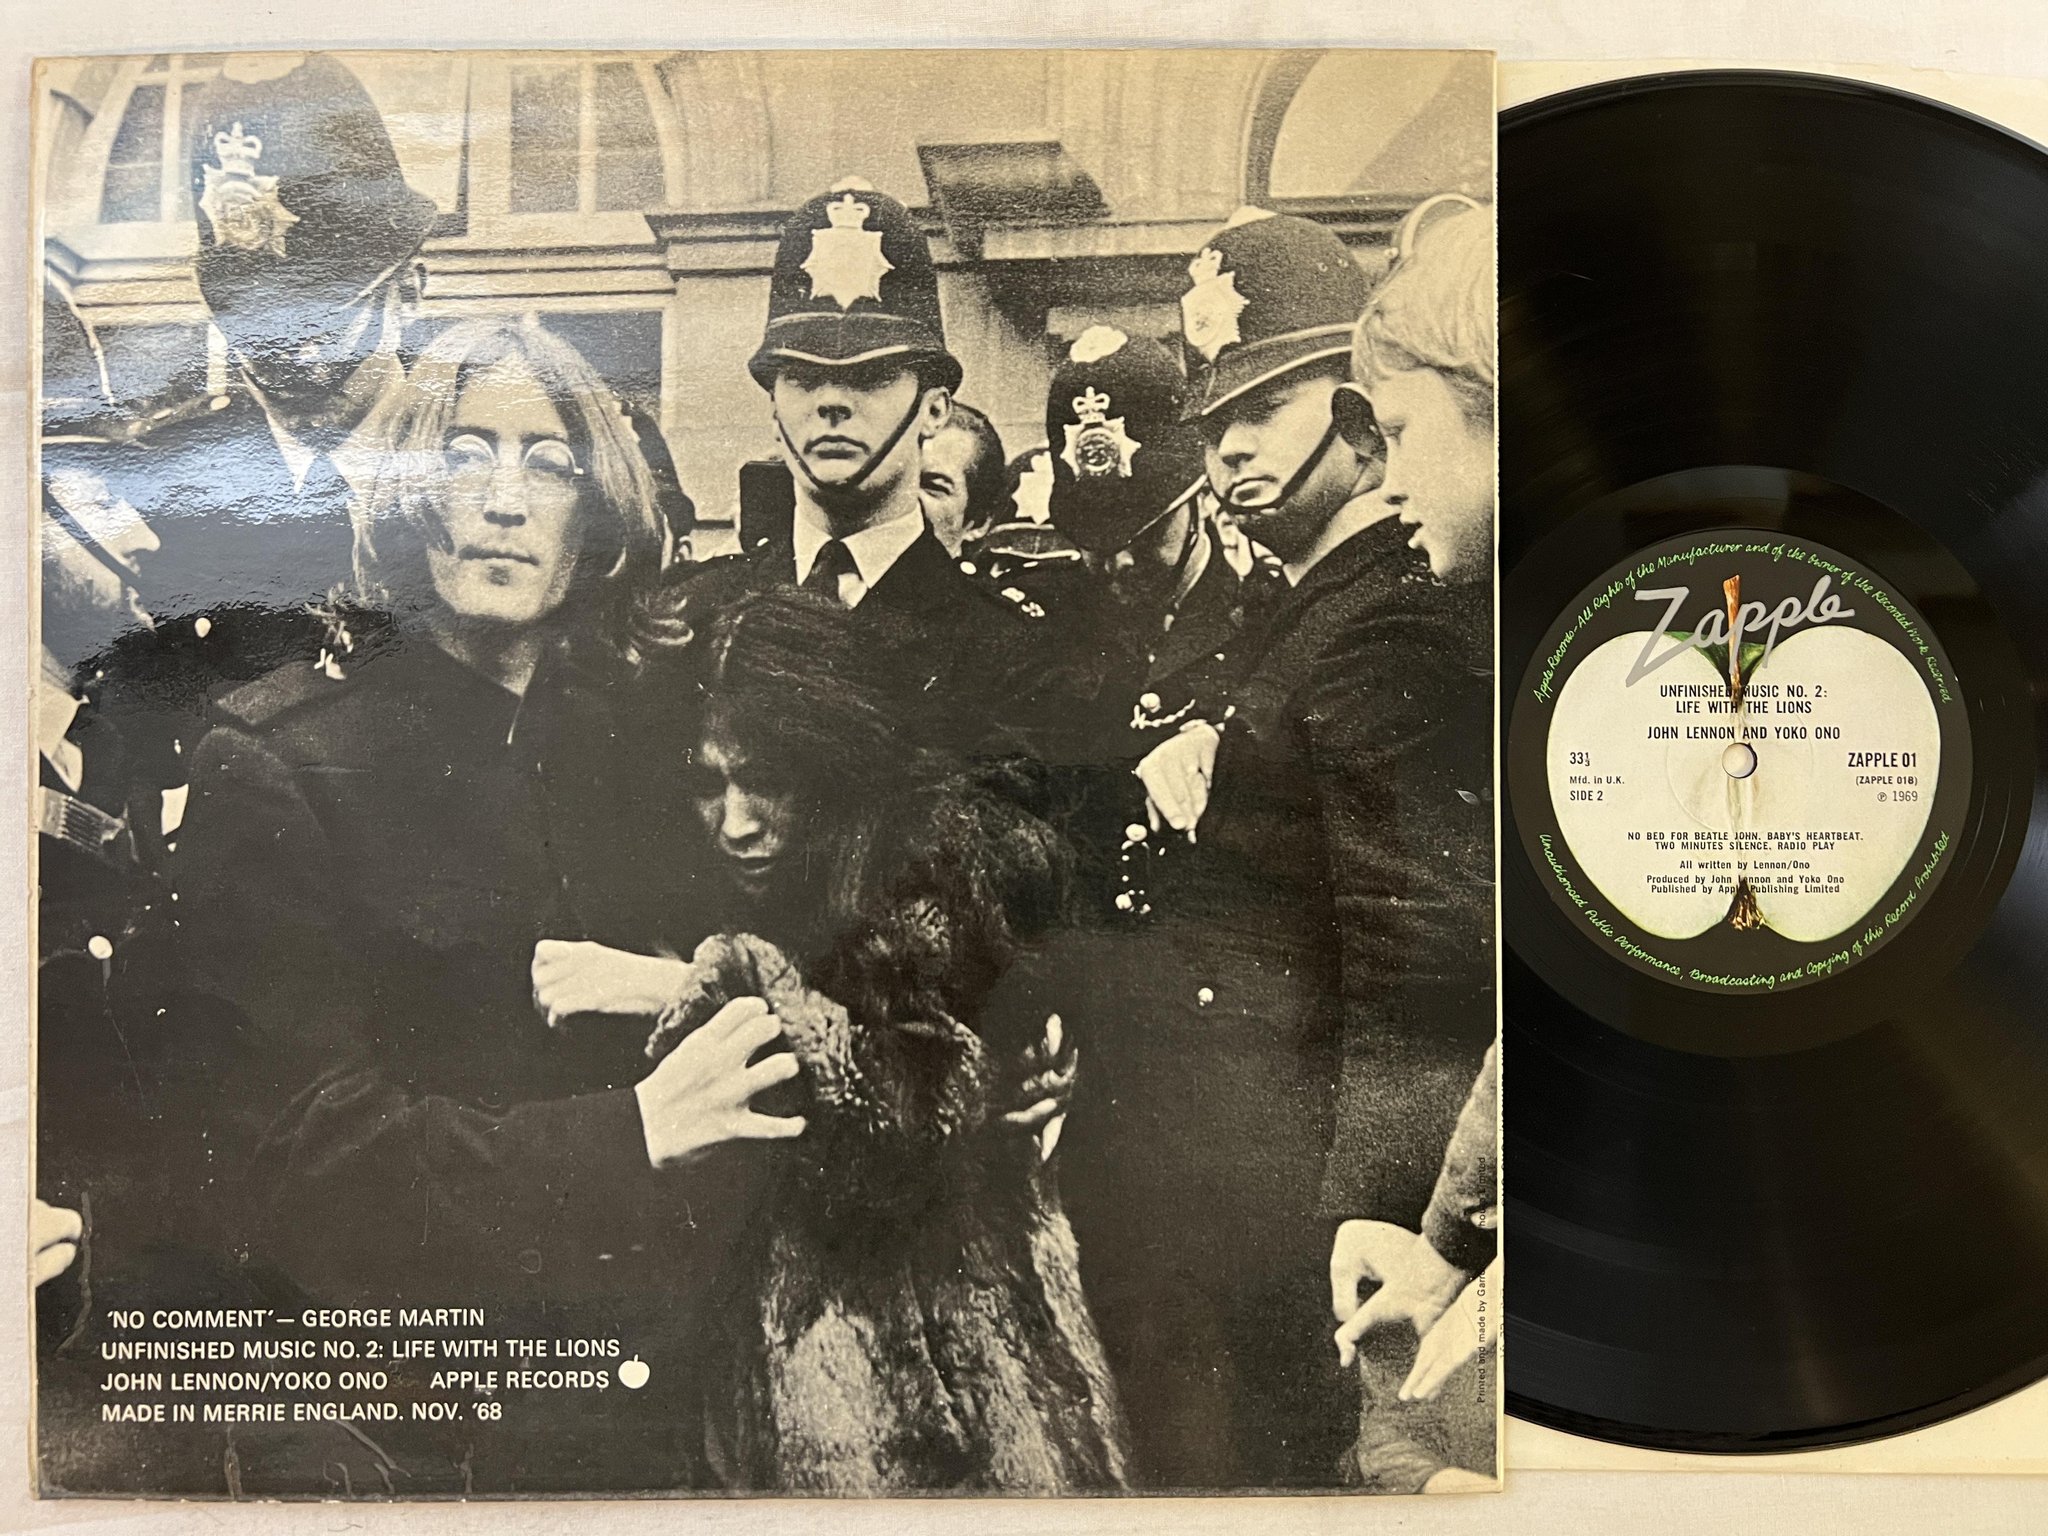 'NO COMMENT' — GEORGE MARTIN
UNFINISHED MUSIC NO. 2: LIFE WITH THE LIONS
JOHN LENNON/YOKO ONO APPLE RECORDS
MADE IN MERRIE ENGLAND. NOV. '68
Printed and made by
Limited
Apple Records-All Rights of the Manufacturer and of the Owner of the Recorded Work Reserved
Zapple
UNFINISHED MUSIC NO. 2:
LIFE WITH THE LIONS
JOHN LENNON AND YOKO ONO
33⅓ ZAPPLE 01
Mfd. in U.K. (ZAPPLE 01B)
SIDE 2 ℗ 1969
NO BED FOR BEATLE JOHN. BABY'S HEARTBEAT.
TWO MINUTES SILENCE. RADIO PLAY
All written by Lennon/Ono
Produced by John Lennon and Yoko Ono
Published by Apple Publishing Limited
Unauthorised Public Performance, Broadcasting and Copying of this Record Prohibited